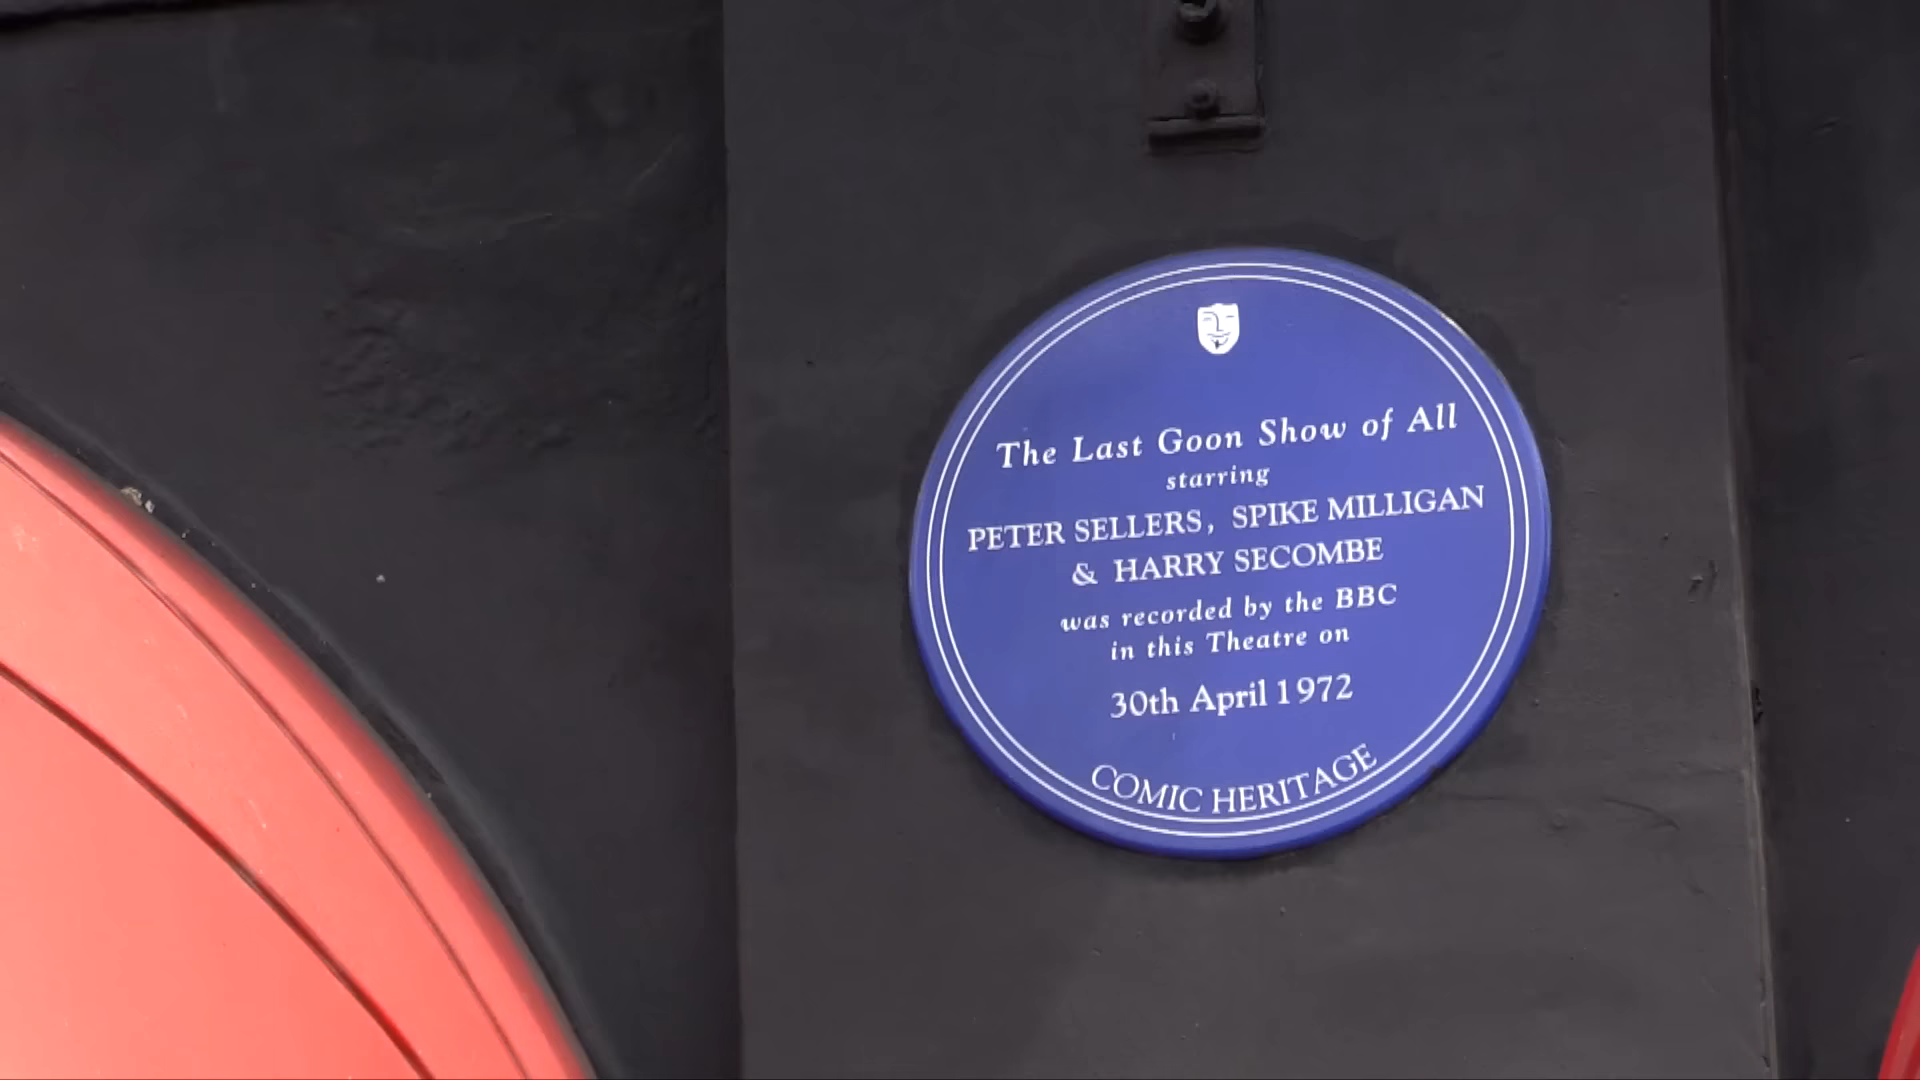 The Last Goon Show of All
starring
PETER SELLERS, SPIKE MILLIGAN
& HARRY SECOMBE
was recorded by the BBC
in this Theatre on
30th April 1972
COMIC HERITAGE